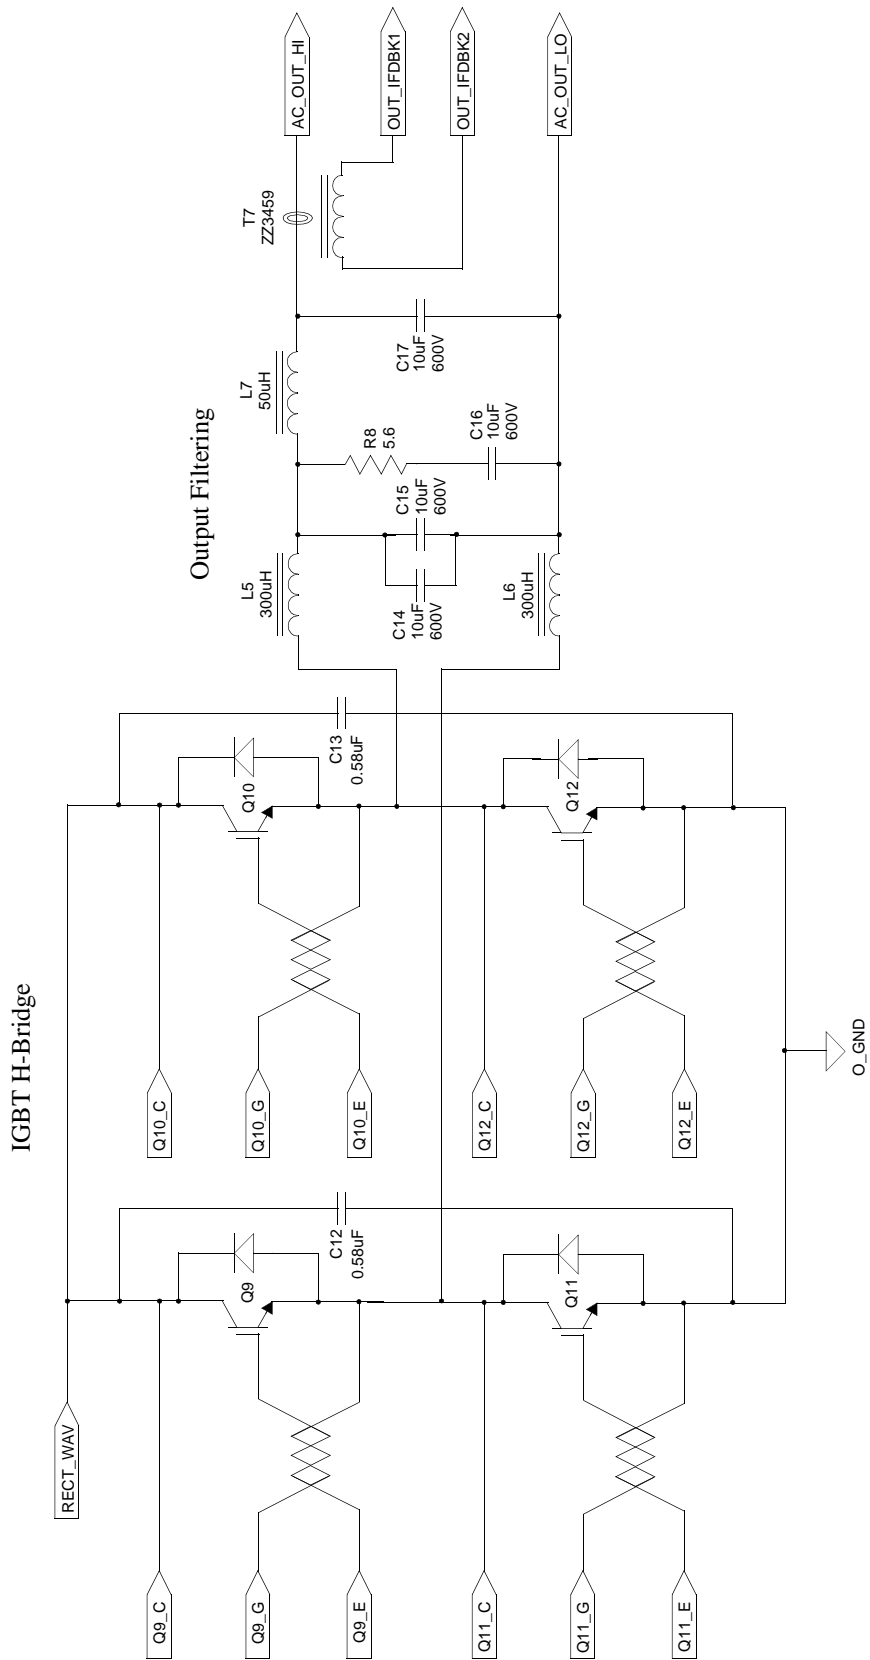 IGBT H-Bridge
Output Filtering
RECT_WAV
Q9_C
Q9_G
Q9_E
Q11_C
Q11_G
Q11_E
Q9
Q11
C12
0.58uF
Q10_C
Q10_G
Q10_E
Q12_C
Q12_G
Q12_E
Q10
Q12
C13
0.58uF
O_GND
L5
300uH
L6
300uH
C14
10uF
600V
C15
10uF
600V
R8
5.6
C16
10uF
600V
L7
50uH
C17
10uF
600V
T7
ZZ3459
AC_OUT_HI
OUT_IFDBK1
OUT_IFDBK2
AC_OUT_LO